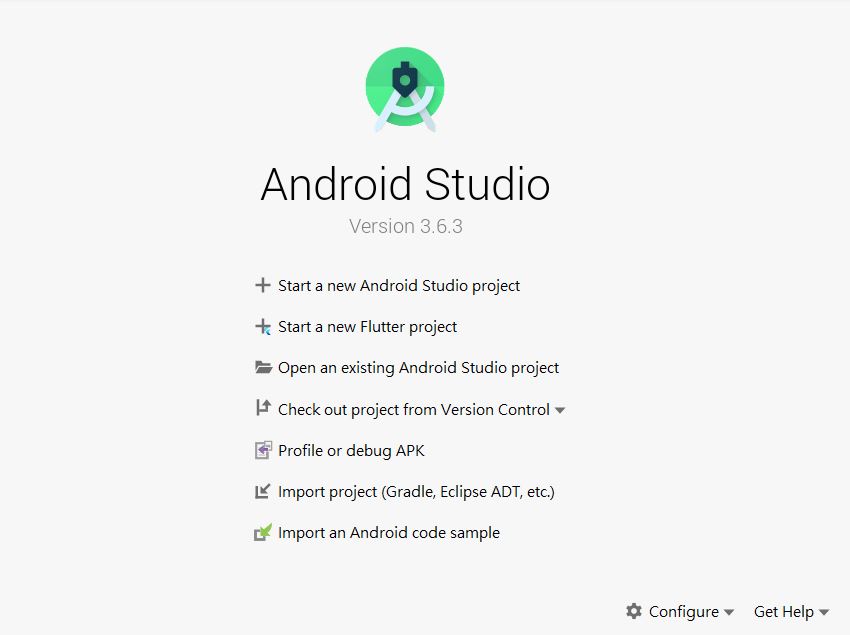 Android Studio
Version 3.6.3
Start a new Android Studio project
Start a new Flutter project
Open an existing Android Studio project
Check out project from Version Control
Profile or debug APK
Import project (Gradle, Eclipse ADT, etc.)
Import an Android code sample
Configure Get Help